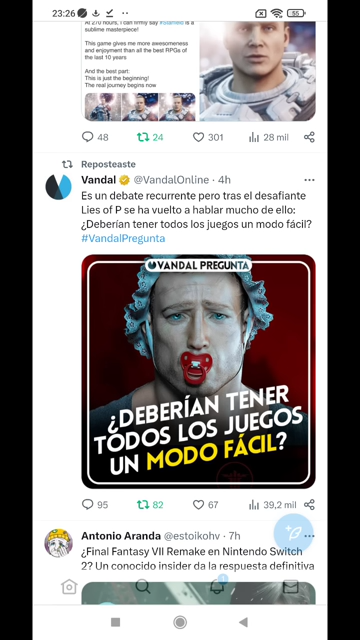 23:26
55
At 270 hours, I can firmly say #Starfield is a
sublime masterpiece!
This game gives me more awesomeness
and enjoyment than all the best RPGs of
the last 10 years
And the best part:
This is just the beginning!
The real journey begins now
48 24 301 28 mil
Reposteaste
Vandal @VandalOnline · 4h
Es un debate recurrente pero tras el desafiante
Lies of P se ha vuelto a hablar mucho de ello:
¿Deberían tener todos los juegos un modo fácil?
#VandalPregunta
VANDAL PREGUNTA
¿DEBERÍAN TENER
TODOS LOS JUEGOS
UN MODO FÁCIL?
95 82 67 39,2 mil
Antonio Aranda @estoikohv · 7h
¿Final Fantasy VII Remake en Nintendo Switch
2? Un conocido insider da la respuesta definitiva